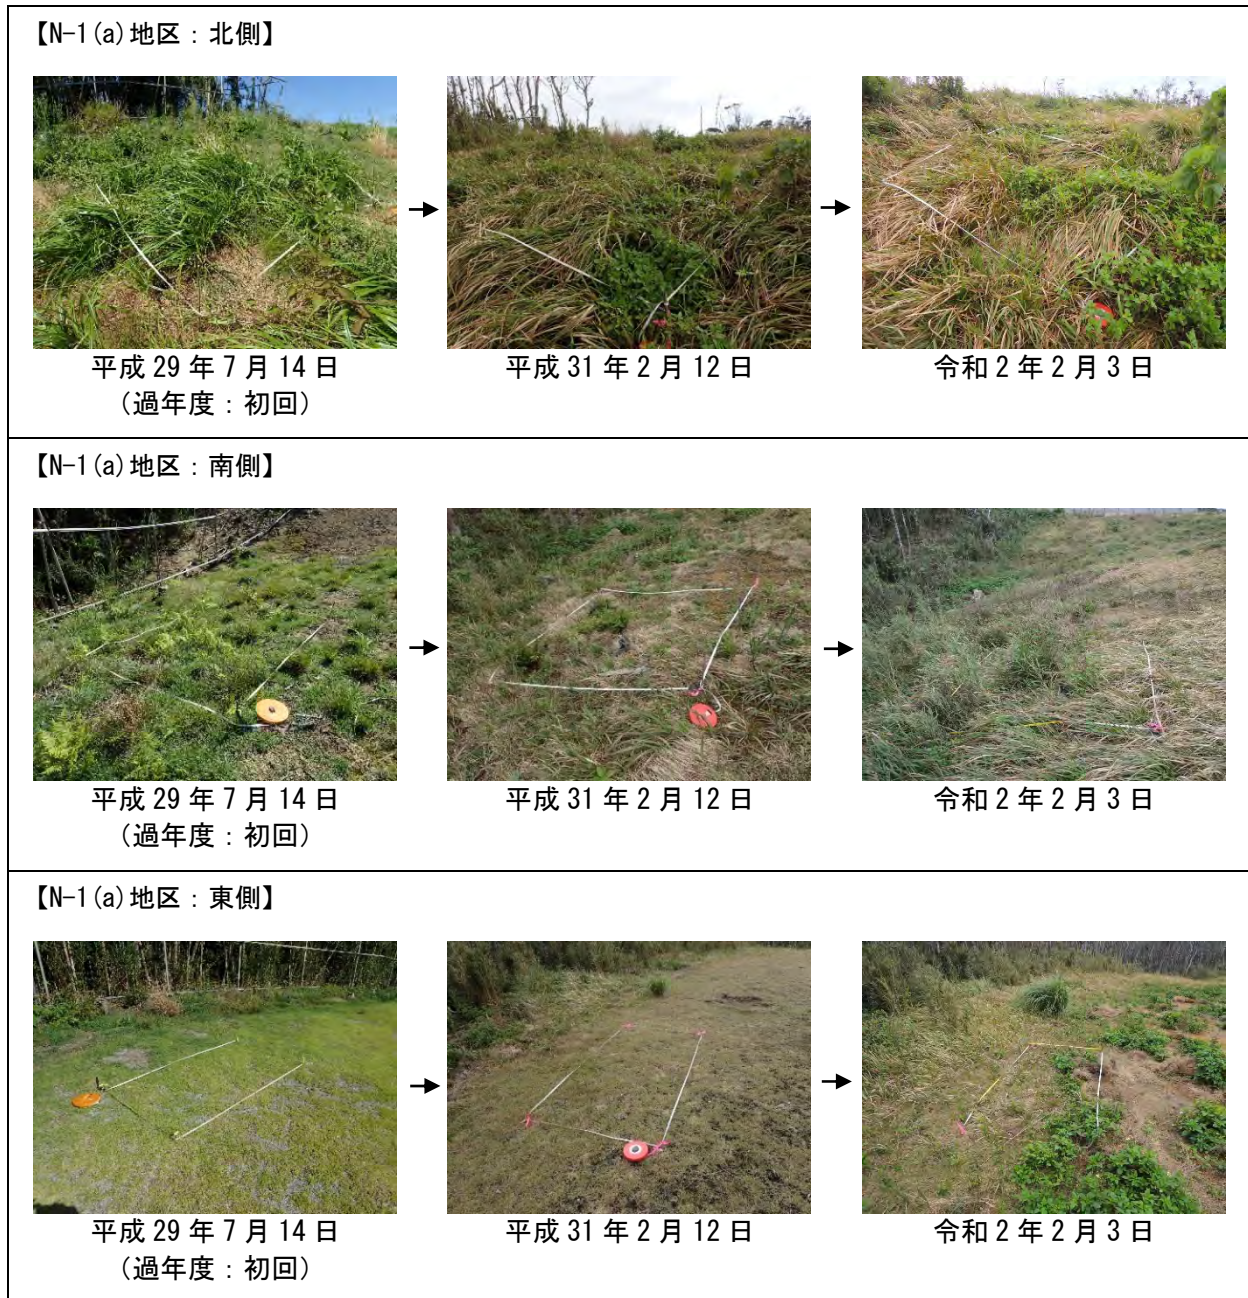 【N-1(a)地区：北側】
平成 29 年 7 月 14 日
（過年度：初回）
平成 31 年 2 月 12 日
令和 2 年 2 月 3 日
【N-1(a)地区：南側】
平成 29 年 7 月 14 日
（過年度：初回）
平成 31 年 2 月 12 日
令和 2 年 2 月 3 日
【N-1(a)地区：東側】
平成 29 年 7 月 14 日
（過年度：初回）
平成 31 年 2 月 12 日
令和 2 年 2 月 3 日